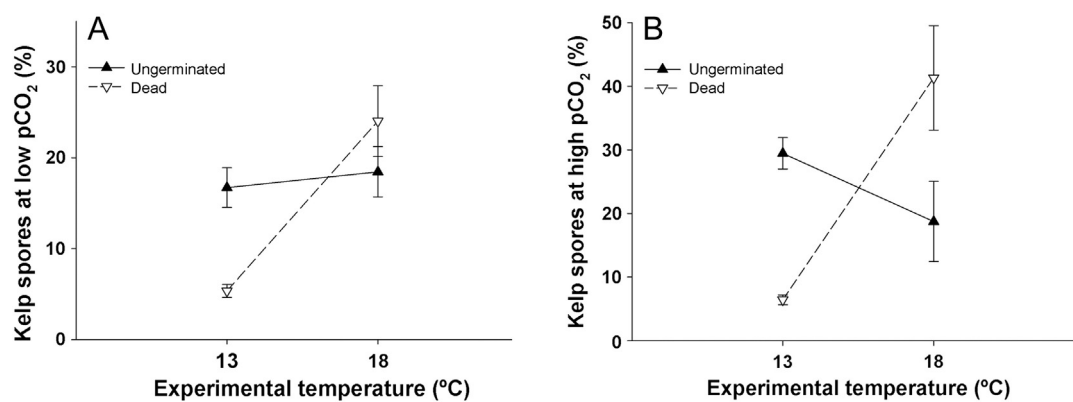 A
Kelp spores at low pCO₂ (%)
30
20
10
0
Ungerminated
Dead
13
18
Experimental temperature (ºC)
B
Kelp spores at high pCO₂ (%)
50
40
30
20
10
0
Ungerminated
Dead
13
18
Experimental temperature (ºC)